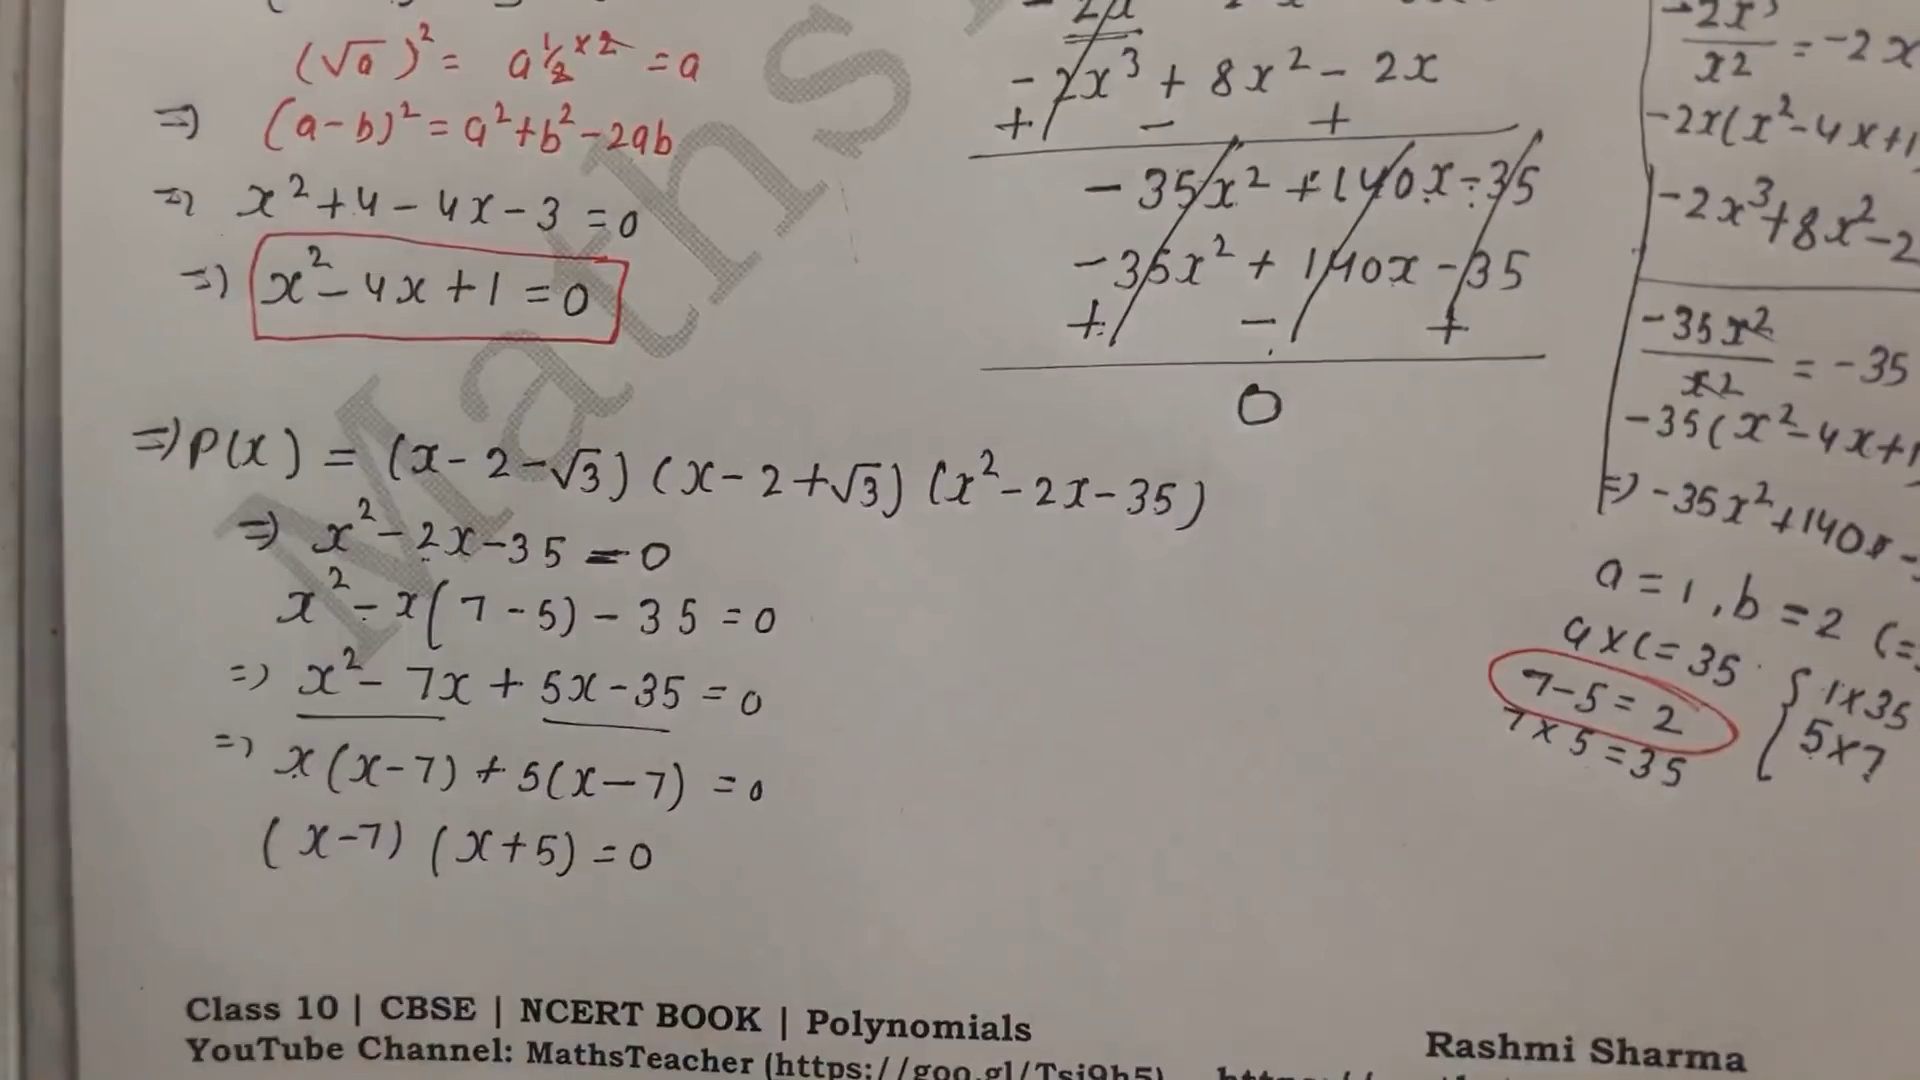 (√a)² = a^½×2 = a
⇒ (a-b)² = a²+b²-2ab
⇒ x²+4-4x-3=0
⇒ x²-4x+1=0
-2x³+8x²-2x
+ - +
-35x²+140x-35
-35x²+140x-35
+ - +
0
-2x³/x² = -2x
-2x(x²-4x+1
-2x³+8x²-2
-35x²/x² = -35
-35(x²-4x+1
⇒ -35x²+140x-
⇒ P(x) = (x-2-√3)(x-2+√3)(x²-2x-35)
⇒ x²-2x-35=0
x²-x(7-5)-35=0
⇒ x²-7x+5x-35=0
⇒ x(x-7)+5(x-7)=0
(x-7)(x+5)=0
a=1, b=2 c=
a×c=35 { 1×35
7-5=2
7×5=35 5×7
Maths
Class 10 | CBSE | NCERT BOOK | Polynomials
YouTube Channel: MathsTeacher (https://goo.gl/Tsj9h5)
Rashmi Sharma